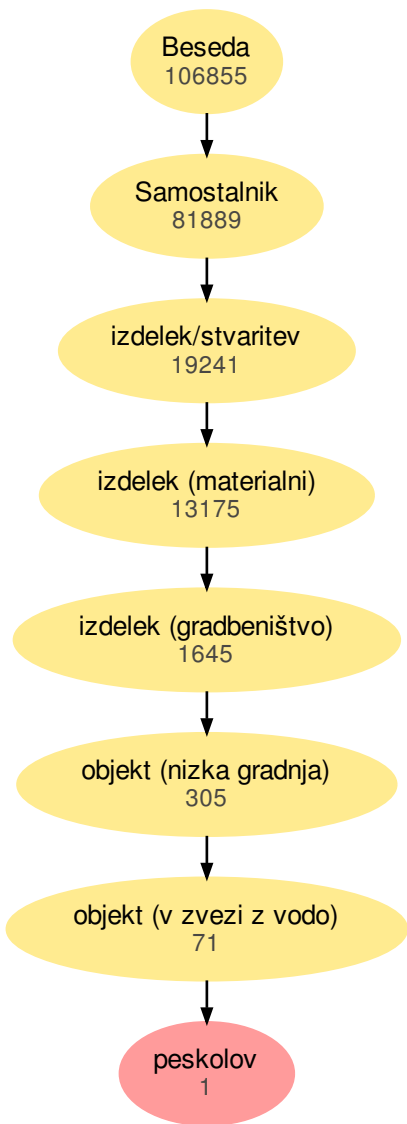 Beseda
106855
Samostalnik
81889
izdelek/stvaritev
19241
izdelek (materialni)
13175
izdelek (gradbeništvo)
1645
objekt (nizka gradnja)
305
objekt (v zvezi z vodo)
71
peskolov
1